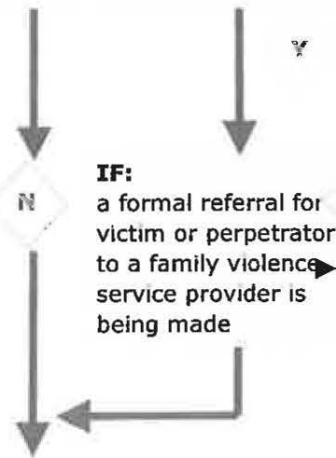 Y
N
IF:
a formal referral for
victim or perpetrator
to a family violence
service provider is
being made